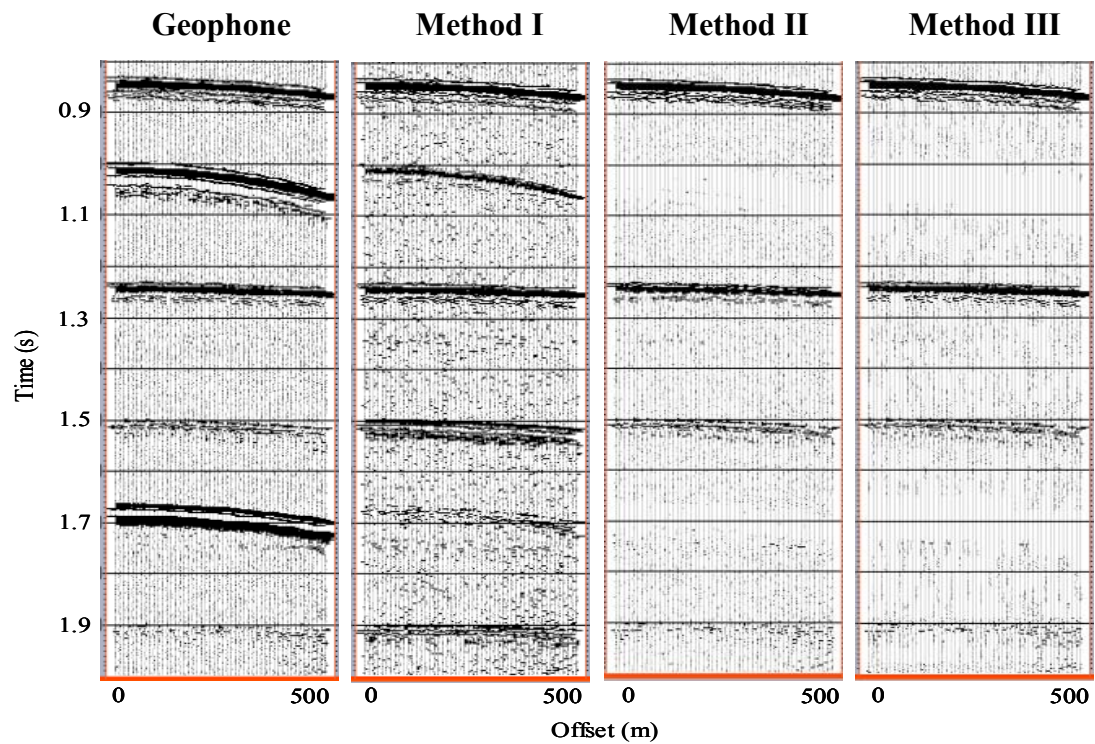 Geophone Method I Method II Method III
0.9
1.1
1.3
1.5
1.7
1.9
Time (s)
0 500 0 500 0 500 0 500
Offset (m)